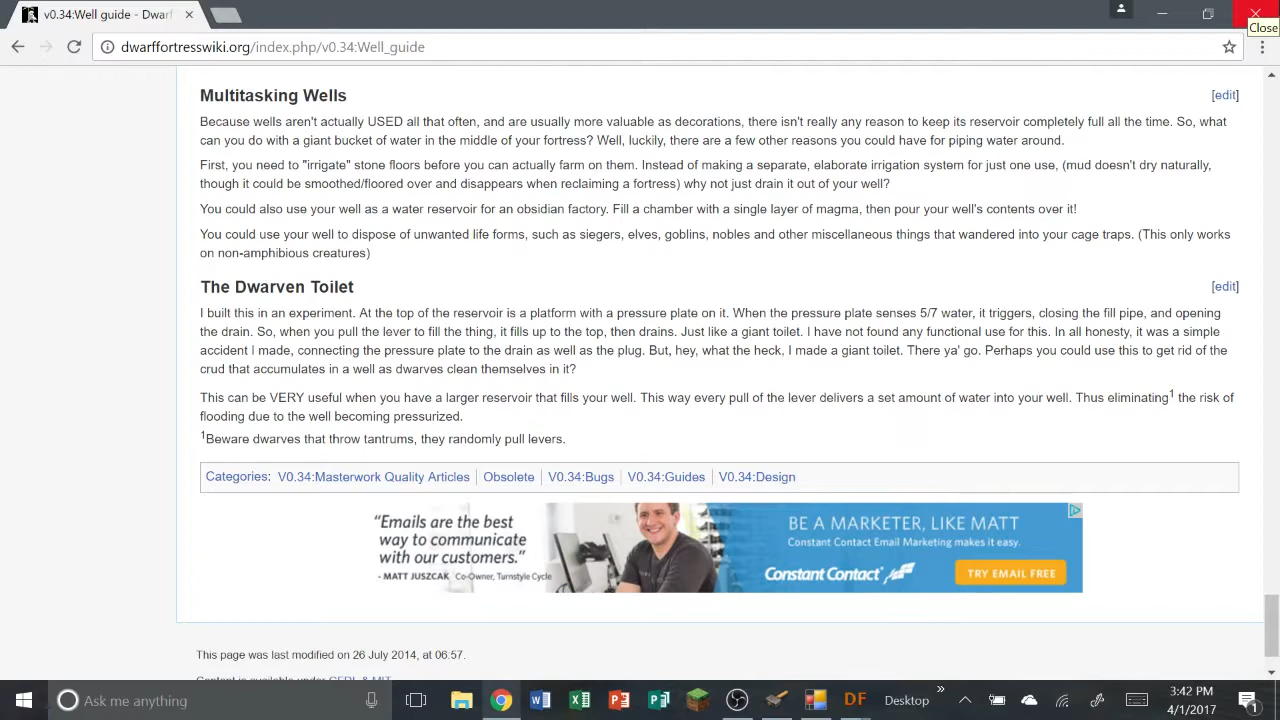 v0.34:Well guide - Dwarf
Close
dwarffortresswiki.org/index.php/v0.34:Well_guide
Multitasking Wells
[edit]
Because wells aren't actually USED all that often, and are usually more valuable as decorations, there isn't really any reason to keep its reservoir completely full all the time. So, what
can you do with a giant bucket of water in the middle of your fortress? Well, luckily, there are a few other reasons you could have for piping water around.
First, you need to "irrigate" stone floors before you can actually farm on them. Instead of making a separate, elaborate irrigation system for just one use, (mud doesn't dry naturally,
though it could be smoothed/floored over and disappears when reclaiming a fortress) why not just drain it out of your well?
You could also use your well as a water reservoir for an obsidian factory. Fill a chamber with a single layer of magma, then pour your well's contents over it!
You could use your well to dispose of unwanted life forms, such as siegers, elves, goblins, nobles and other miscellaneous things that wandered into your cage traps. (This only works
on non-amphibious creatures)
The Dwarven Toilet
[edit]
I built this in an experiment. At the top of the reservoir is a platform with a pressure plate on it. When the pressure plate senses 5/7 water, it triggers, closing the fill pipe, and opening
the drain. So, when you pull the lever to fill the thing, it fills up to the top, then drains. Just like a giant toilet. I have not found any functional use for this. In all honesty, it was a simple
accident I made, connecting the pressure plate to the drain as well as the plug. But, hey, what the heck, I made a giant toilet. There ya' go. Perhaps you could use this to get rid of the
crud that accumulates in a well as dwarves clean themselves in it?
This can be VERY useful when you have a larger reservoir that fills your well. This way every pull of the lever delivers a set amount of water into your well. Thus eliminating1 the risk of
flooding due to the well becoming pressurized.
1Beware dwarves that throw tantrums, they randomly pull levers.
Categories: V0.34:Masterwork Quality Articles | Obsolete | V0.34:Bugs | V0.34:Guides | V0.34:Design
"Emails are the best
way to communicate
with our customers."
- MATT JUSZCAK Co-Owner, Turnstyle Cycle
BE A MARKETER, LIKE MATT
Constant Contact Email Marketing makes it easy.
Constant Contact
TRY EMAIL FREE
This page was last modified on 26 July 2014, at 06:57.
Content is available under GFDL & MIT
Ask me anything
DF
Desktop
3:42 PM
4/1/2017
1